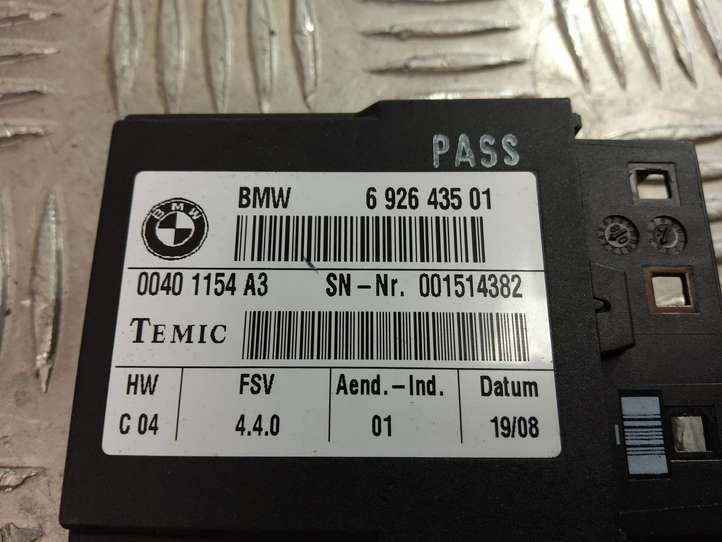 PASS
BMW
BMW 6 926 435 01
0040 1154 A3 SN-Nr. 001514382
TEMIC
HW FSV Aend.-Ind. Datum
C 04 4.4.0 01 19/08